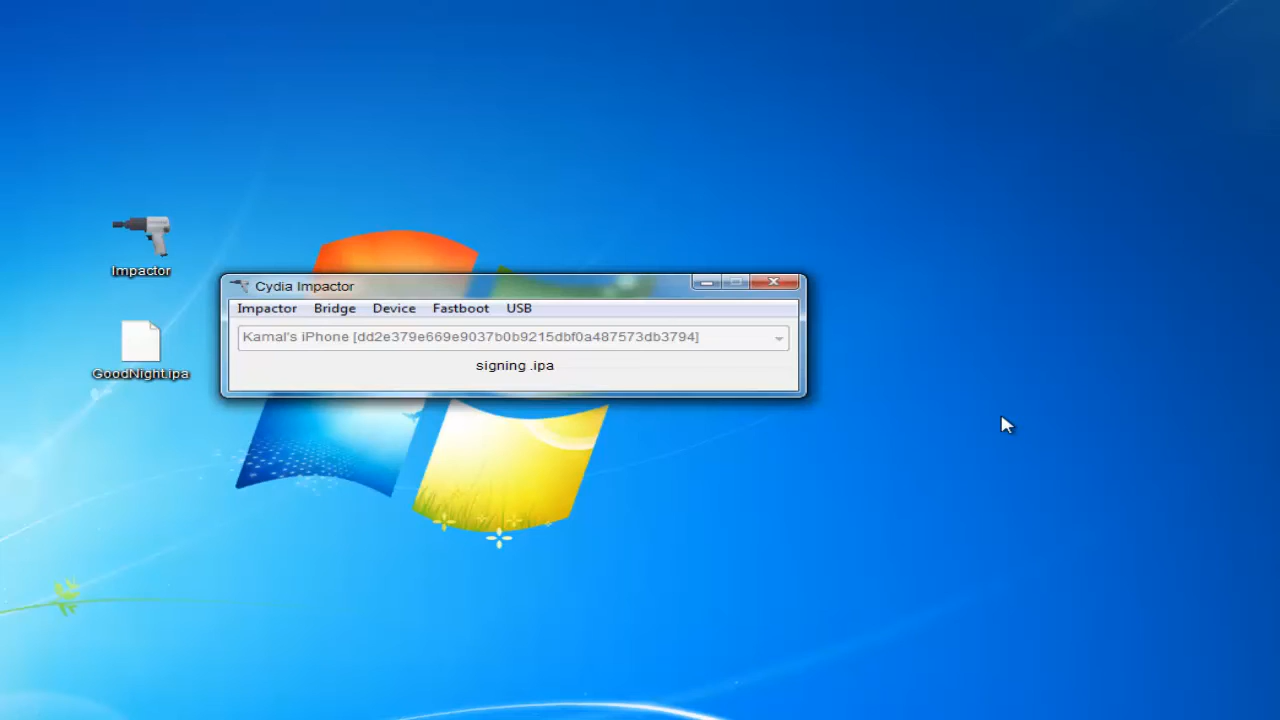 Impactor
GoodNight.ipa
Cydia Impactor
Impactor Bridge Device Fastboot USB
Kamal's iPhone [dd2e379e669e9037b0b9215dbf0a487573db3794]
signing .ipa